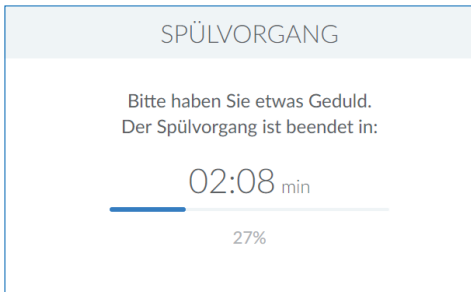 SPÜLVORGANG
Bitte haben Sie etwas Geduld.
Der Spülvorgang ist beendet in:
02:08 min
27%